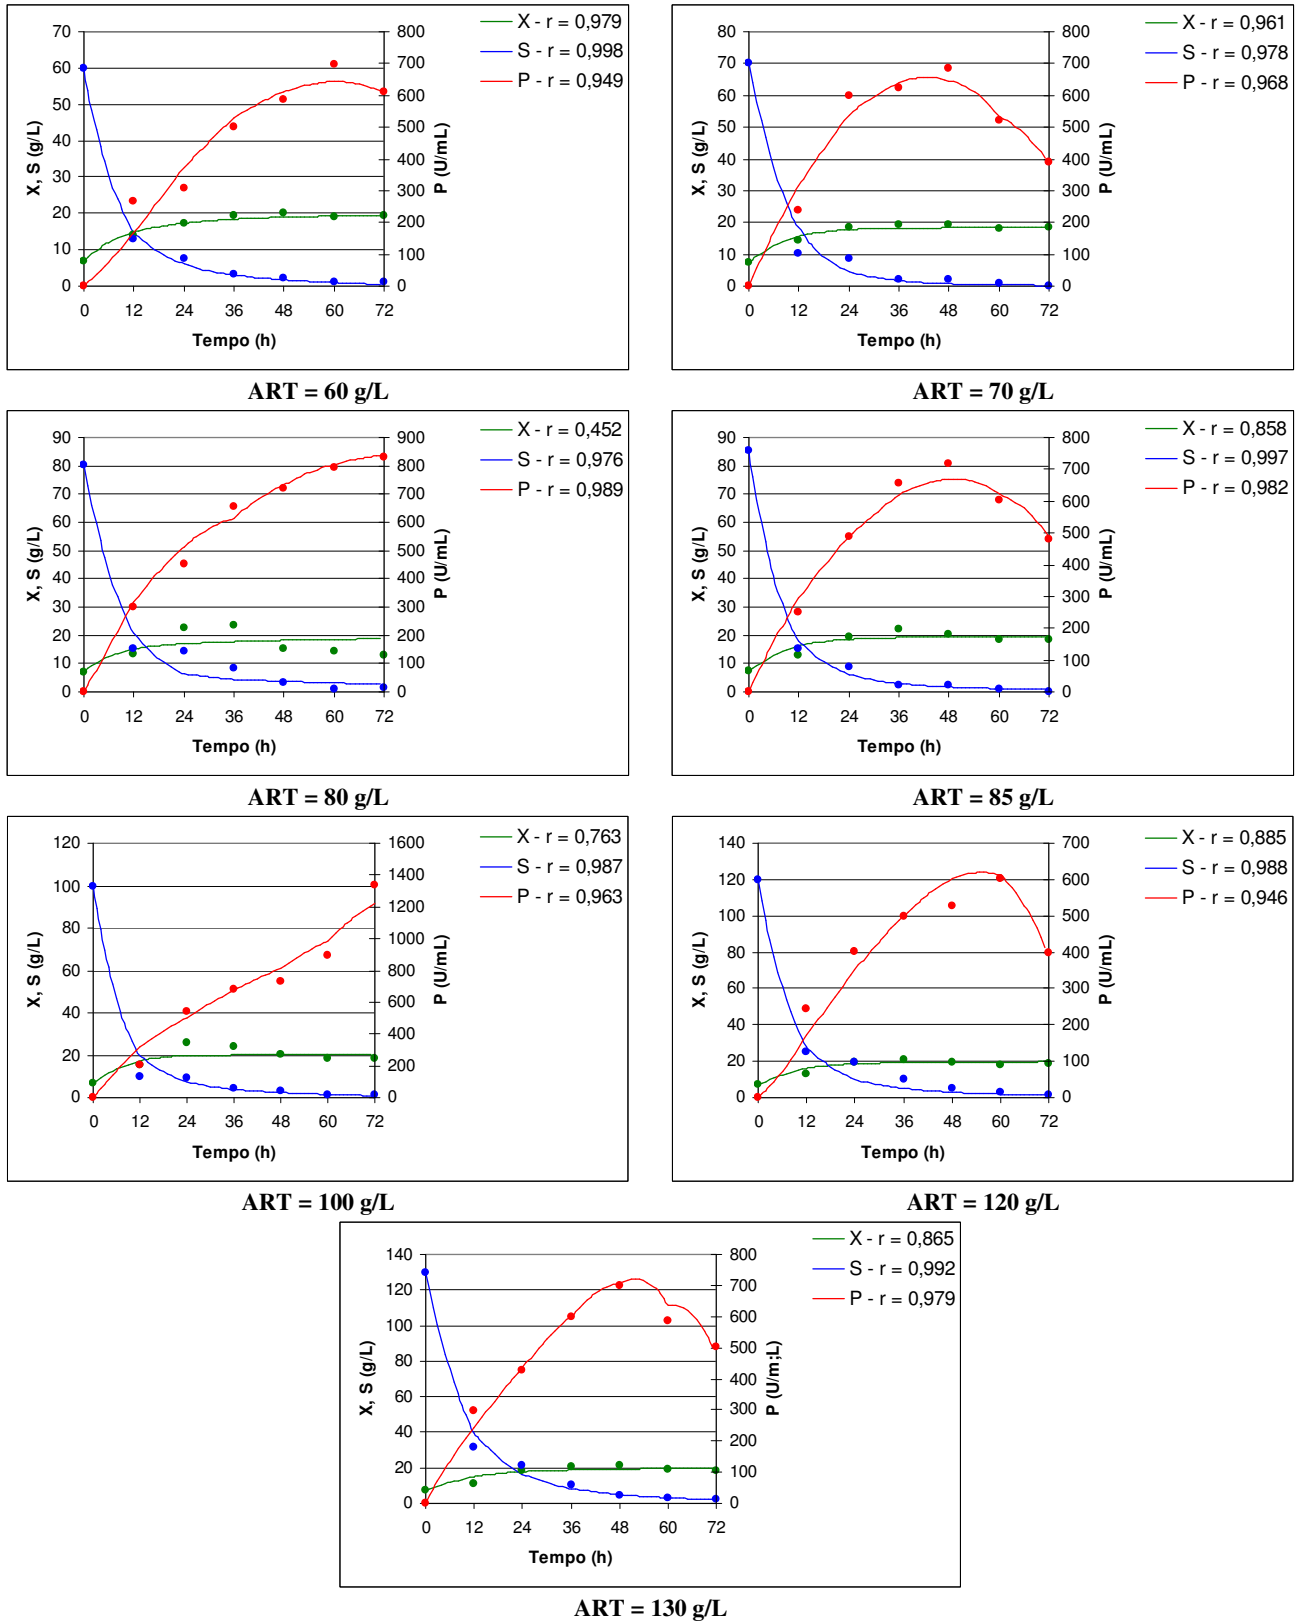 X - r = 0,979
S - r = 0,998
P - r = 0,949
70
60
50
40
30
20
10
0
800
700
600
500
400
300
200
100
0
X, S (g/L)
P (U/mL)
0 12 24 36 48 60 72
Tempo (h)
ART = 60 g/L
X - r = 0,961
S - r = 0,978
P - r = 0,968
80
70
60
50
40
30
20
10
0
800
700
600
500
400
300
200
100
0
X, S (g/L)
P (U/mL)
0 12 24 36 48 60 72
Tempo (h)
ART = 70 g/L
X - r = 0,452
S - r = 0,976
P - r = 0,989
90
80
70
60
50
40
30
20
10
0
900
800
700
600
500
400
300
200
100
0
X, S (g/L)
P (U/mL)
0 12 24 36 48 60 72
Tempo (h)
ART = 80 g/L
X - r = 0,858
S - r = 0,997
P - r = 0,982
90
80
70
60
50
40
30
20
10
0
800
700
600
500
400
300
200
100
0
X, S (g/L)
P (U/mL)
0 12 24 36 48 60 72
Tempo (h)
ART = 85 g/L
X - r = 0,763
S - r = 0,987
P - r = 0,963
120
100
80
60
40
20
0
1600
1400
1200
1000
800
600
400
200
0
X, S (g/L)
P (U/mL)
0 12 24 36 48 60 72
Tempo (h)
ART = 100 g/L
X - r = 0,885
S - r = 0,988
P - r = 0,946
140
120
100
80
60
40
20
0
700
600
500
400
300
200
100
0
X, S (g/L)
P (U/mL)
0 12 24 36 48 60 72
Tempo (h)
ART = 120 g/L
X - r = 0,865
S - r = 0,992
P - r = 0,979
140
120
100
80
60
40
20
0
800
700
600
500
400
300
200
100
0
X, S (g/L)
P (U/m;L)
0 12 24 36 48 60 72
Tempo (h)
ART = 130 g/L